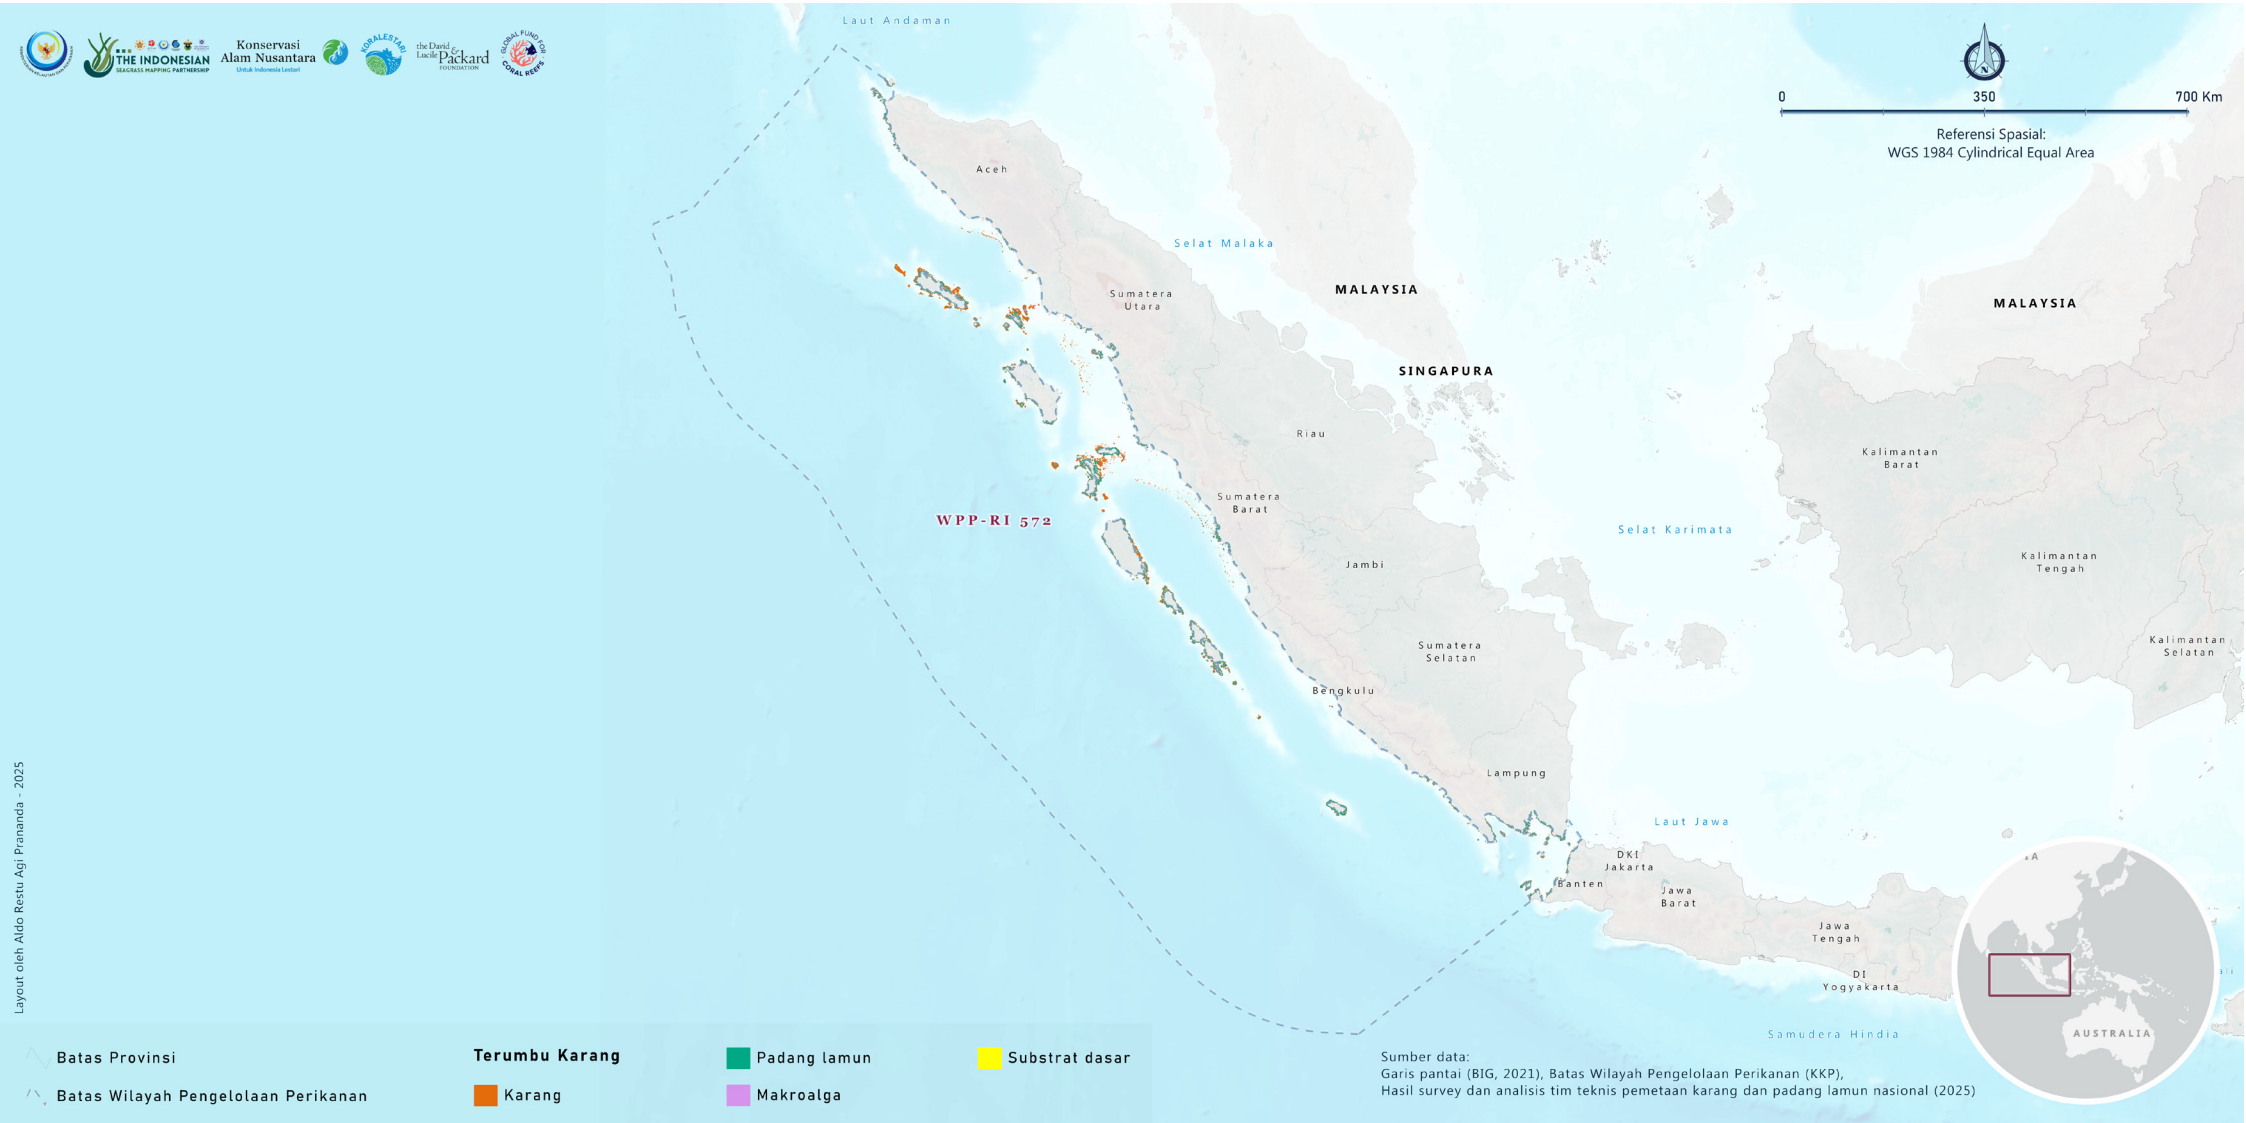 Laut Andaman
THE INDONESIAN
SEAGRASS MAPPING PARTNERSHIP
Konservasi
Alam Nusantara
Untuk Indonesia Lestari
KORALESTARI
the David &
Lucile Packard
FOUNDATION
GLOBAL FUND FOR
CORAL REEFS
N
0 350 700 Km
Referensi Spasial:
WGS 1984 Cylindrical Equal Area
Aceh
Selat Malaka
MALAYSIA
Sumatera
Utara
MALAYSIA
SINGAPURA
Riau
Kalimantan
Barat
Sumatera
Barat
WPP-RI 572
Selat Karimata
Kalimantan
Tengah
Jambi
Sumatera
Selatan
Kalimantan
Selatan
Bengkulu
Lampung
Laut Jawa
DKI
Jakarta
Banten
Jawa
Barat
Jawa
Tengah
DI
Yogyakarta
Samudera Hindia
AUSTRALIA
Layout oleh Aldo Restu Agi Prananda - 2025
Batas Provinsi
Batas Wilayah Pengelolaan Perikanan
Terumbu Karang
Karang
Padang lamun
Makroalga
Substrat dasar
Sumber data:
Garis pantai (BIG, 2021), Batas Wilayah Pengelolaan Perikanan (KKP),
Hasil survey dan analisis tim teknis pemetaan karang dan padang lamun nasional (2025)